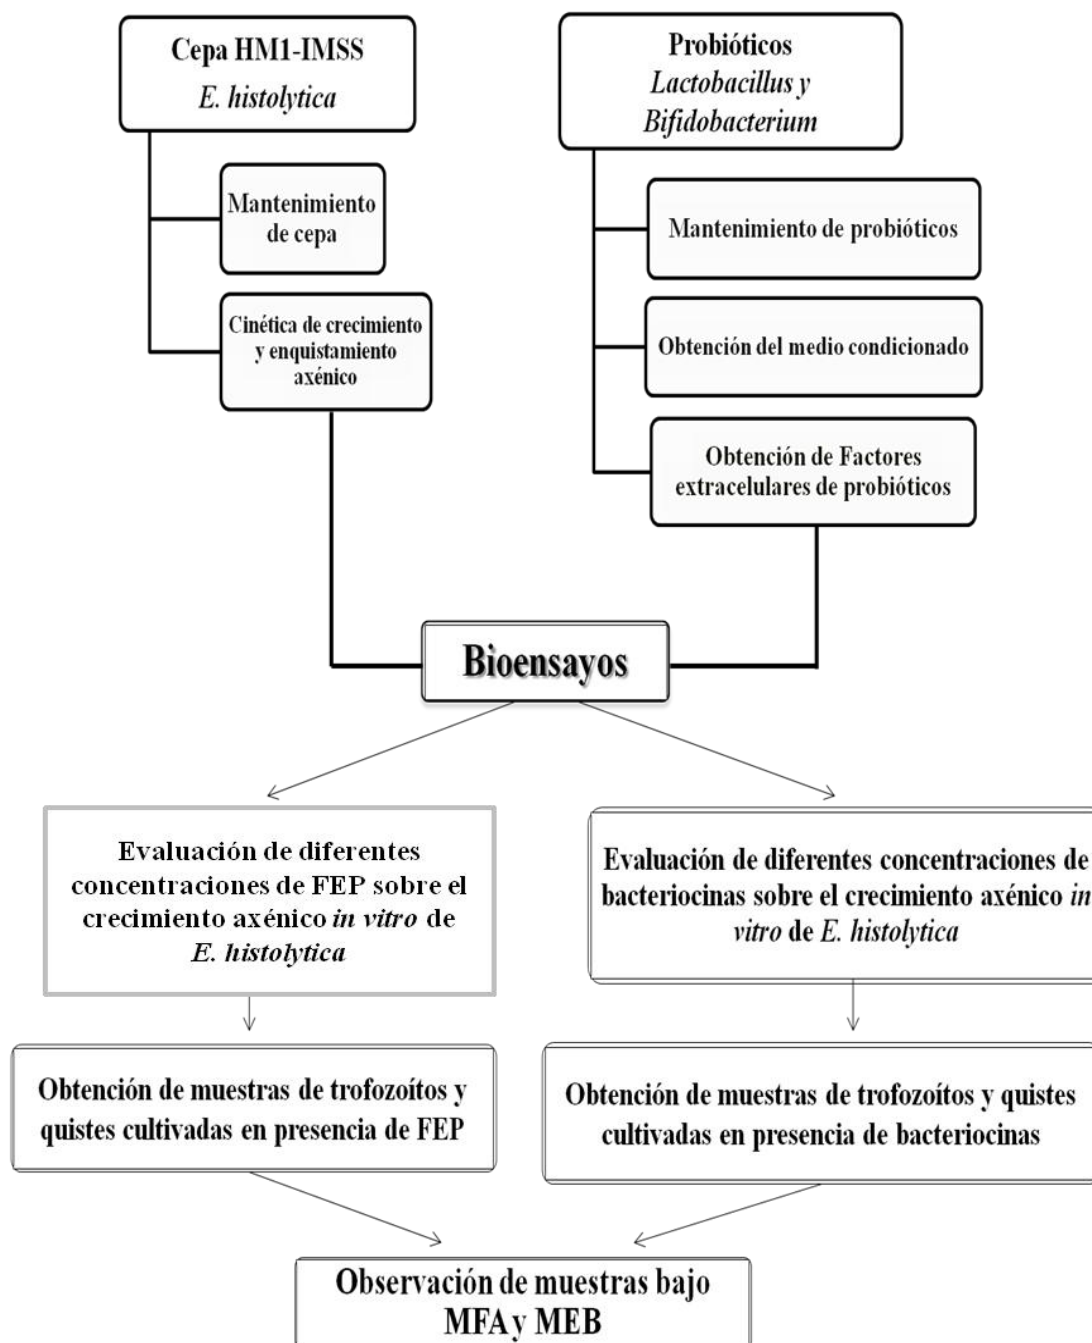 Cepa HM1-IMSS
E. histolytica
Mantenimiento
de cepa
Cinética de crecimiento
y enquistamiento
axénico
Probióticos
Lactobacillus y
Bifidobacterium
Mantenimiento de probióticos
Obtención del medio condicionado
Obtención de Factores
extracelulares de probióticos
Bioensayos
Evaluación de diferentes
concentraciones de FEP sobre el
crecimiento axénico in vitro de
E. histolytica
Evaluación de diferentes concentraciones de
bacteriocinas sobre el crecimiento axénico in
vitro de E. histolytica
Obtención de muestras de trofozoítos y
quistes cultivadas en presencia de FEP
Obtención de muestras de trofozoítos y quistes
cultivadas en presencia de bacteriocinas
Observación de muestras bajo
MFA y MEB